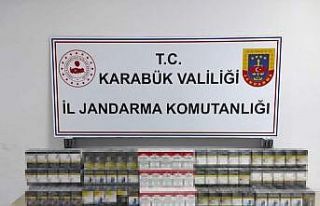 T.C.
KARABÜK VALİLİĞİ
İL JANDARMA KOMUTANLIĞI